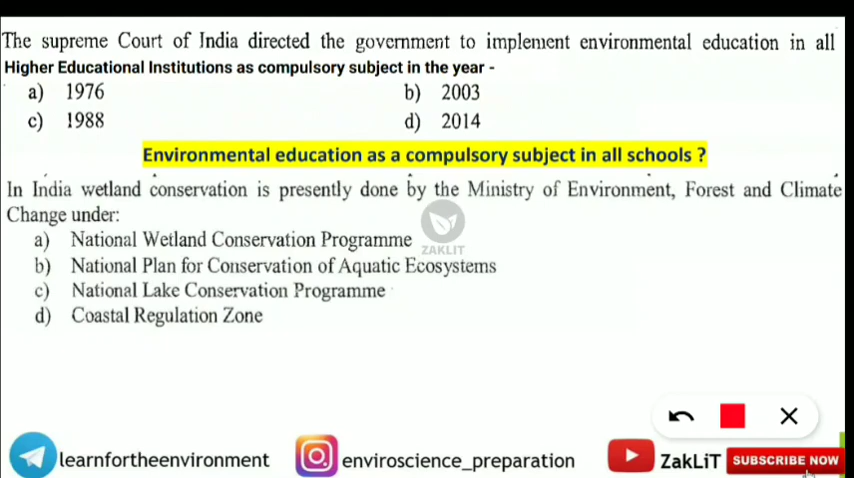 The supreme Court of India directed the government to implement environmental education in all
Higher Educational Institutions as compulsory subject in the year -
a) 1976
b) 2003
c) 1988
d) 2014
Environmental education as a compulsory subject in all schools ?
In India wetland conservation is presently done by the Ministry of Environment, Forest and Climate
Change under:
a) National Wetland Conservation Programme
ZAKLIT
b) National Plan for Conservation of Aquatic Ecosystems
c) National Lake Conservation Programme
d) Coastal Regulation Zone
learnfortheenvironment
enviroscience_preparation
ZakLiT
SUBSCRIBE NOW